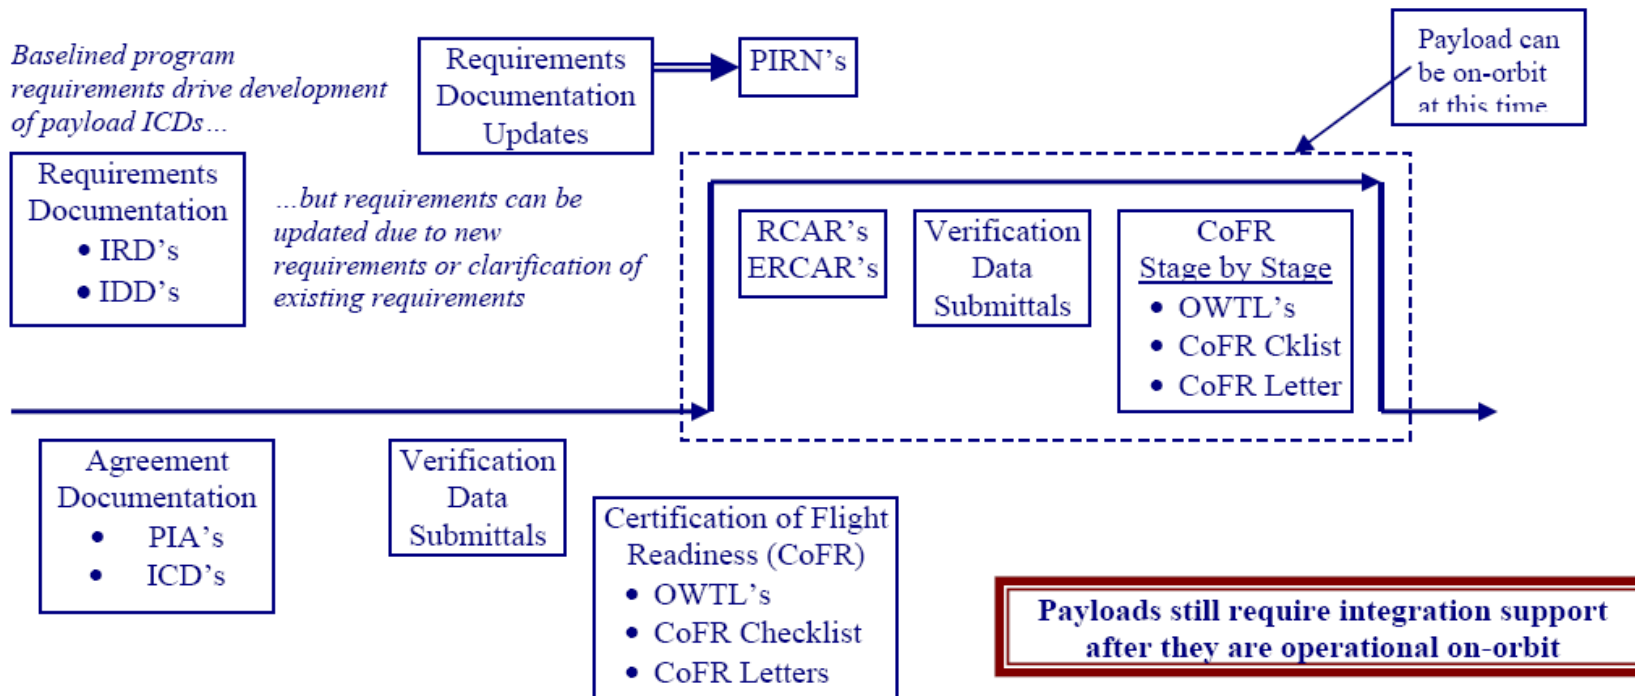 Baselined program
requirements drive development
of payload ICDs…
Requirements
Documentation
Updates
PIRN's
Payload can
be on-orbit
at this time
Requirements
Documentation
• IRD's
• IDD's
…but requirements can be
updated due to new
requirements or clarification of
existing requirements
RCAR's
ERCAR's
Verification
Data
Submittals
CoFR
Stage by Stage
• OWTL's
• CoFR Cklist
• CoFR Letter
Agreement
Documentation
• PIA's
• ICD's
Verification
Data
Submittals
Certification of Flight
Readiness (CoFR)
• OWTL's
• CoFR Checklist
• CoFR Letters
Payloads still require integration support
after they are operational on-orbit